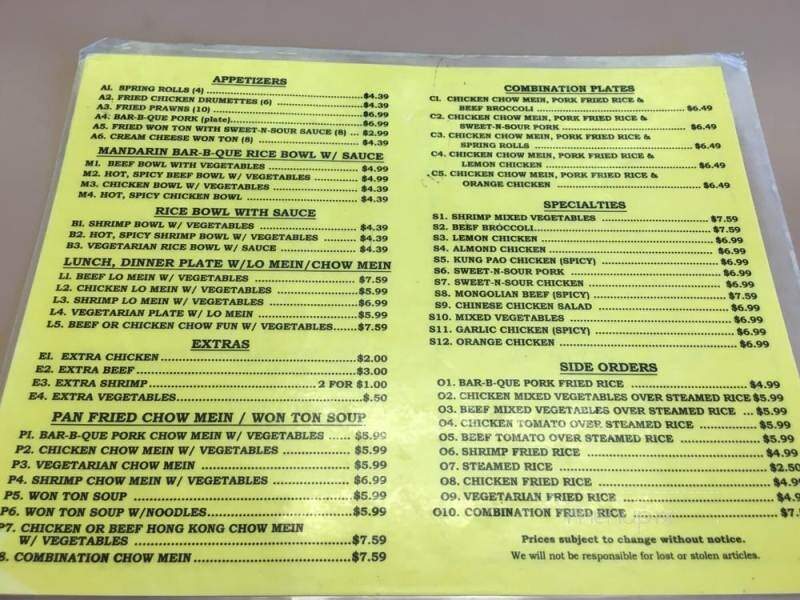 APPETIZERS
A1. SPRING ROLLS (4) $4.39
A2. FRIED CHICKEN DRUMETTES (6) $4.39
A3. FRIED PRAWNS (10) $6.99
A4. BAR-B-QUE PORK (plate) $6.99
A5. FRIED WON TON WITH SWEET-N-SOUR SAUCE (8) ... $2.99
A6. CREAM CHEESE WON TON (8) $4.39
MANDARIN BAR-B-QUE RICE BOWL W/ SAUCE
M1. BEEF BOWL WITH VEGETABLES $4.99
M2. HOT, SPICY BEEF BOWL W/ VEGETABLES $4.99
M3. CHICKEN BOWL W/ VEGETABLES $4.39
M4. HOT, SPICY CHICKEN BOWL $4.39
RICE BOWL WITH SAUCE
B1. SHRIMP BOWL W/ VEGETABLES $4.39
B2. HOT, SPICY SHRIMP BOWL W/ VEGETABLES $4.39
B3. VEGETARIAN RICE BOWL W/ SAUCE $4.39
LUNCH, DINNER PLATE W/LO MEIN/CHOW MEIN
L1. BEEF LO MEIN W/ VEGETABLES $7.59
L2. CHICKEN LO MEIN W/ VEGETABLES $5.99
L3. SHRIMP LO MEIN W/ VEGETABLES $6.99
L4. VEGETARIAN PLATE W/ LO MEIN $5.99
L5. BEEF OR CHICKEN CHOW FUN W/ VEGETABLES......$7.59
EXTRAS
E1. EXTRA CHICKEN $2.00
E2. EXTRA BEEF $3.00
E3. EXTRA SHRIMP 2 FOR $1.00
E4. EXTRA VEGETABLES $.50
PAN FRIED CHOW MEIN / WON TON SOUP
P1. BAR-B-QUE PORK CHOW MEIN W/ VEGETABLES ...... $5.99
P2. CHICKEN CHOW MEIN W/ VEGETABLES $5.99
P3. VEGETARIAN CHOW MEIN $5.99
P4. SHRIMP CHOW MEIN W/ VEGETABLES $6.99
P5. WON TON SOUP $5.99
P6. WON TON SOUP W/NOODLES $5.99
P7. CHICKEN OR BEEF HONG KONG CHOW MEIN
W/ VEGETABLES $7.59
8. COMBINATION CHOW MEIN $7.59
COMBINATION PLATES
C1. CHICKEN CHOW MEIN, PORK FRIED RICE &
BEEF BROCCOLI $6.49
C2. CHICKEN CHOW MEIN, PORK FRIED RICE &
SWEET-N-SOUR PORK $6.49
C3. CHICKEN CHOW MEIN, PORK FRIED RICE &
SPRING ROLLS $6.49
C4. CHICKEN CHOW MEIN, PORK FRIED RICE &
LEMON CHICKEN $6.49
C5. CHICKEN CHOW MEIN, PORK FRIED RICE &
ORANGE CHICKEN $6.49
SPECIALTIES
S1. SHRIMP MIXED VEGETABLES $7.59
S2. BEEF BROCCOLI $7.59
S3. LEMON CHICKEN $6.99
S4. ALMOND CHICKEN $6.99
S5. KUNG PAO CHICKEN (SPICY) $6.99
S6. SWEET-N-SOUR PORK $6.99
S7. SWEET-N-SOUR CHICKEN $6.99
S8. MONGOLIAN BEEF (SPICY) $7.59
S9. CHINESE CHICKEN SALAD $6.99
S10. MIXED VEGETABLES $6.99
S11. GARLIC CHICKEN (SPICY) $6.99
S12. ORANGE CHICKEN $6.99
SIDE ORDERS
O1. BAR-B-QUE PORK FRIED RICE $4.99
O2. CHICKEN MIXED VEGETABLES OVER STEAMED RICE $5.99
O3. BEEF MIXED VEGETABLES OVER STEAMED RICE ... $5.99
O4. CHICKEN TOMATO OVER STEAMED RICE $5.99
O5. BEEF TOMATO OVER STEAMED RICE $5.99
O6. SHRIMP FRIED RICE $4.99
O7. STEAMED RICE $2.50
O8. CHICKEN FRIED RICE $4.99
O9. VEGETARIAN FRIED RICE $4.9
O10. COMBINATION FRIED RICE $7.
Prices subject to change without notice.
We will not be responsible for lost or stolen articles.